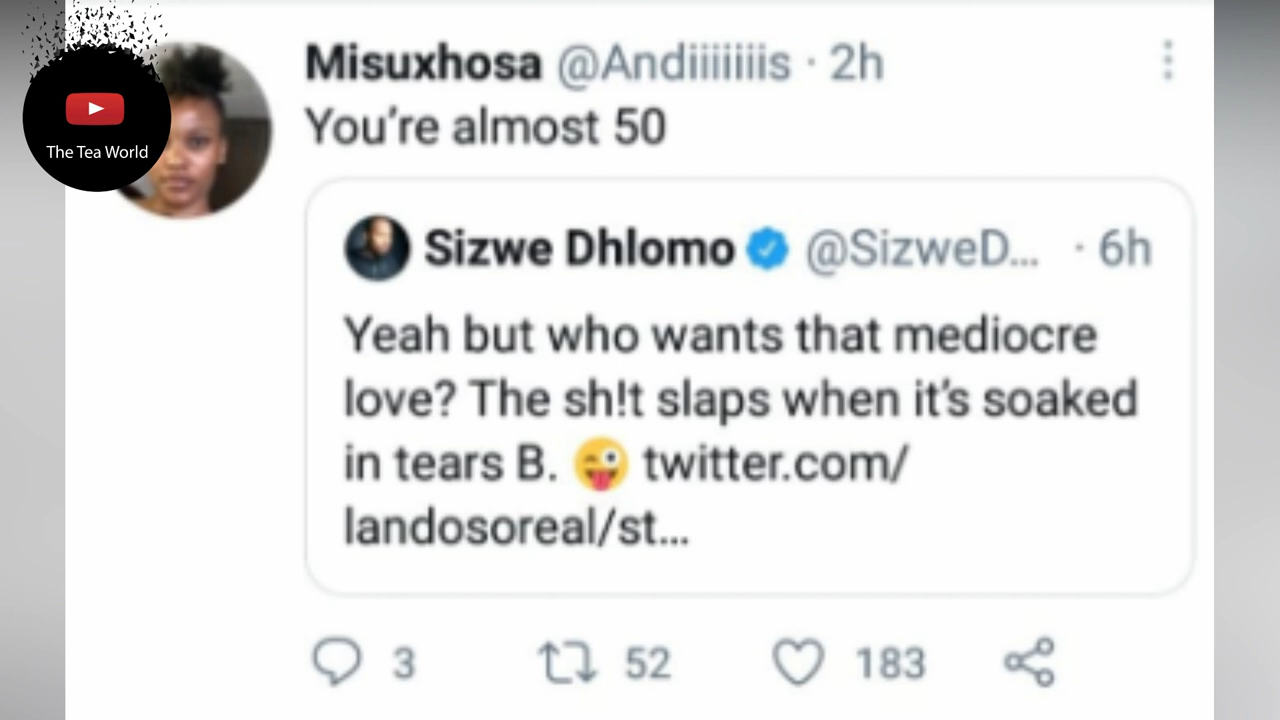 The Tea World
Misuxhosa @Andiiiiiiis · 2h
You're almost 50
Sizwe Dhlomo @SizweD... · 6h
Yeah but who wants that mediocre
love? The sh!t slaps when it's soaked
in tears B. 😜 twitter.com/
landosoreal/st...
3 52 183